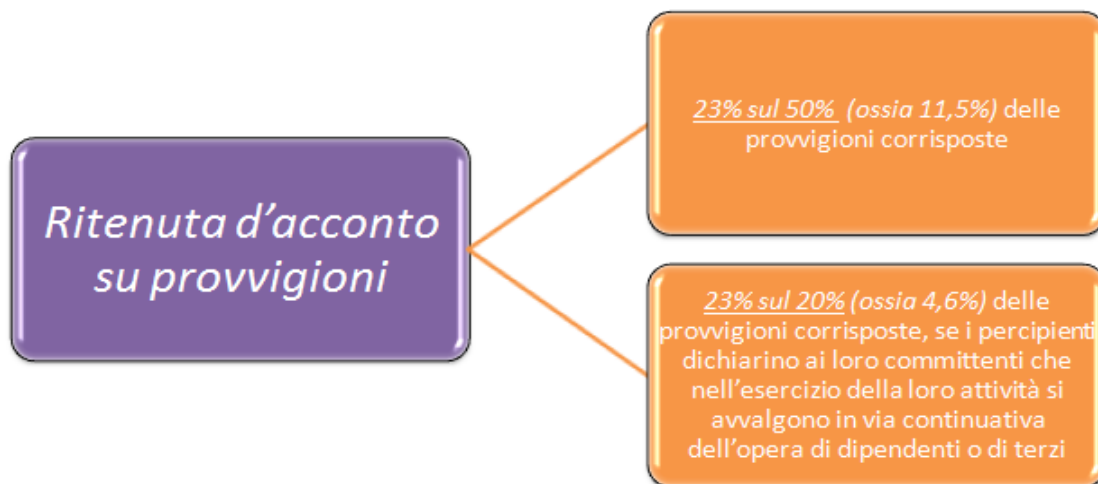 Ritenuta d’acconto
su provvigioni
23% sul 50% (ossia 11,5%) delle
provvigioni corrisposte
23% sul 20% (ossia 4,6%) delle
provvigioni corrisposte, se i percipienti
dichiarino ai loro committenti che
nell’esercizio della loro attività si
avvalgono in via continuativa
dell’opera di dipendenti o di terzi